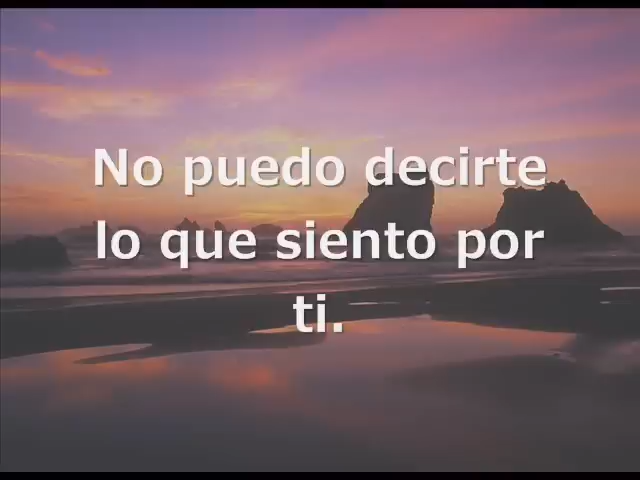 No puedo decirte
lo que siento por
ti.